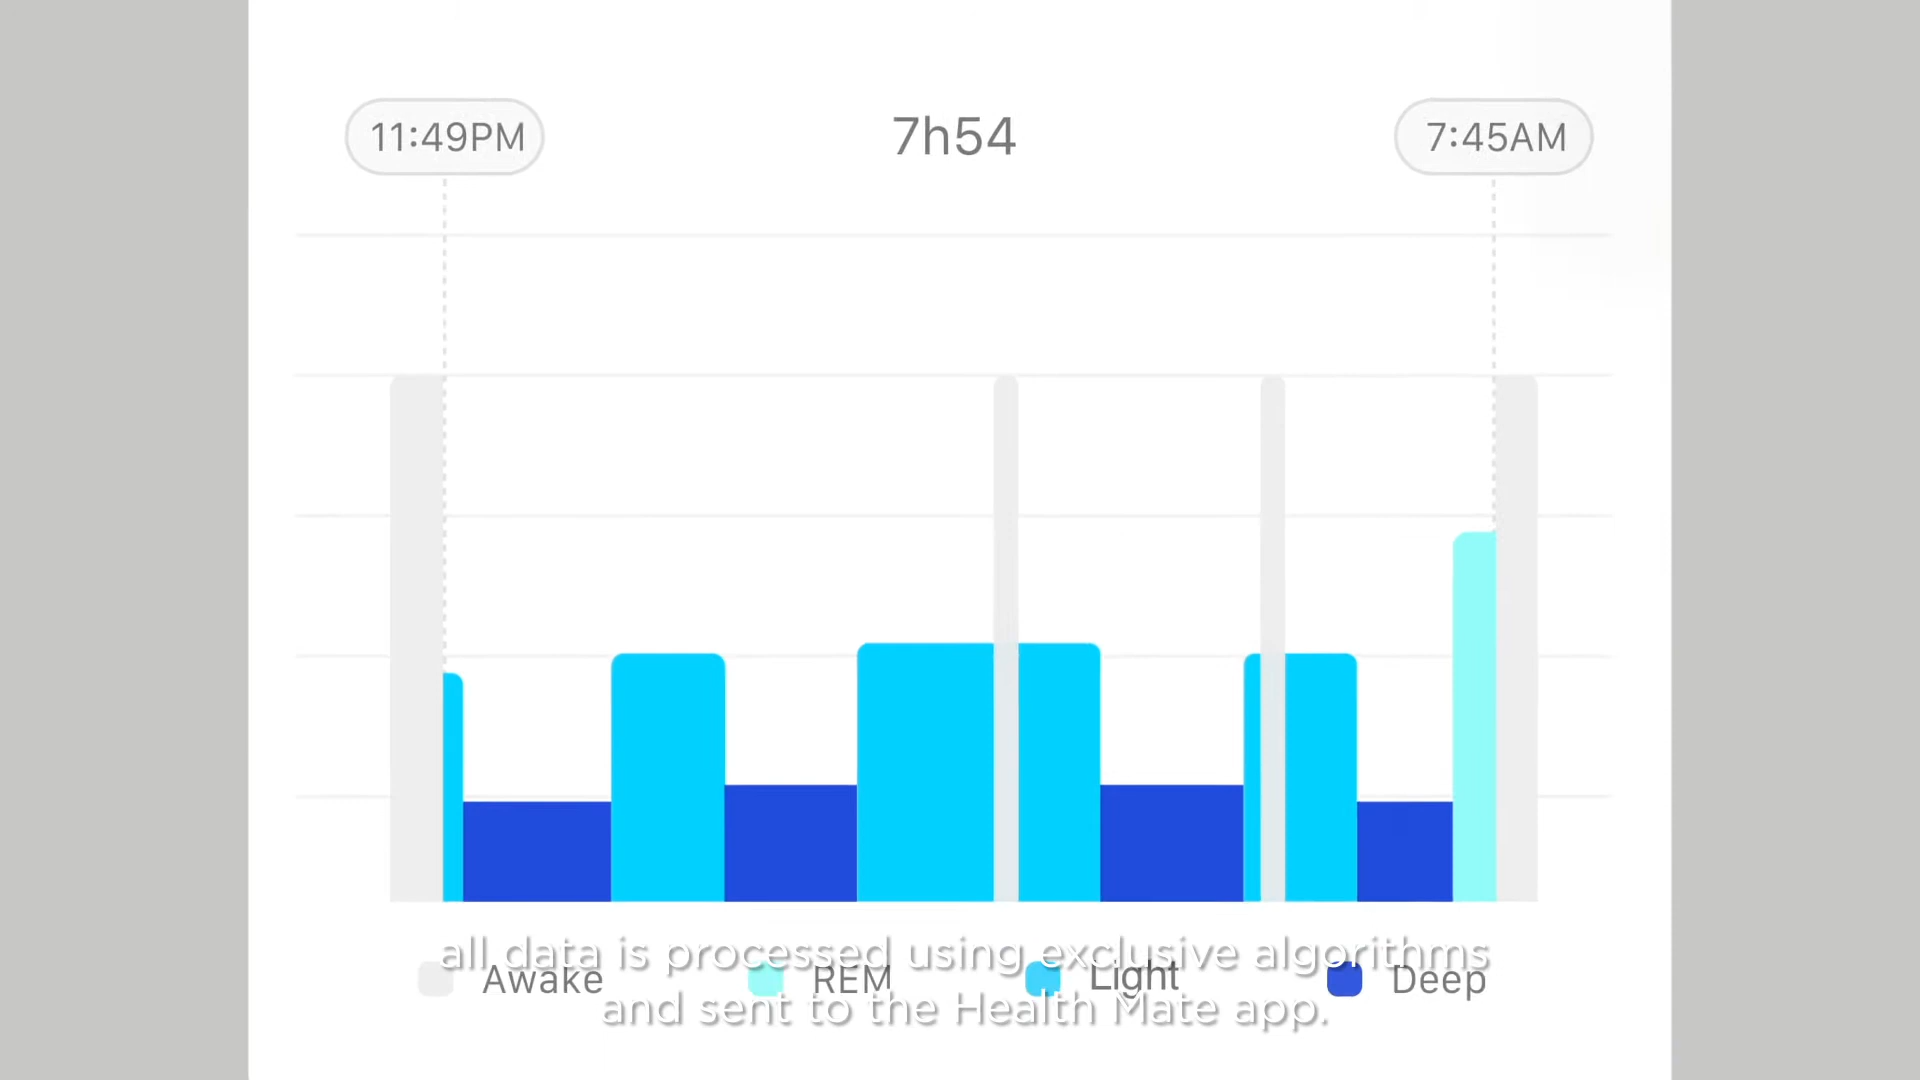 11:49PM
7h54
7:45AM
all data is processed using exclusive algorithms
Awake
REM
Light
Deep
and sent to the Health Mate app.